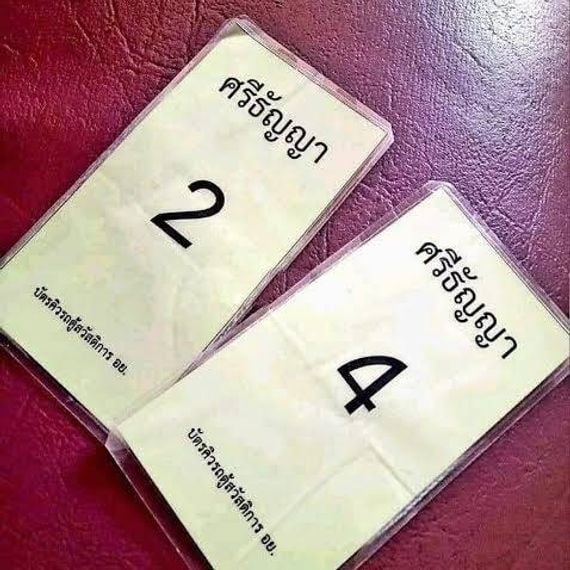 ศรีธัญญา
2
บัตรคิวรถตู้สวัสดิการ อย.
ศรีธัญญา
4
บัตรคิวรถตู้สวัสดิการ อย.